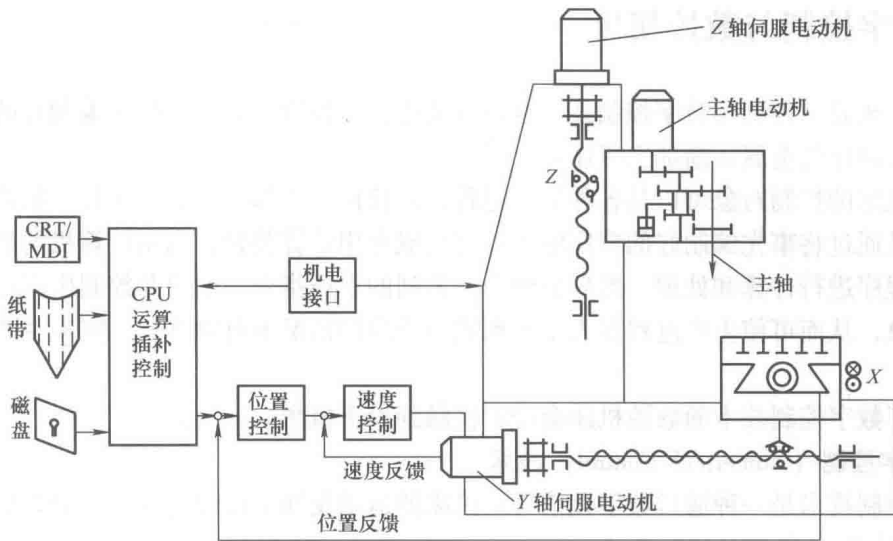 Z轴伺服电动机
主轴电动机
Z
主轴
X
CRT/
MDI
纸
带
磁
盘
CPU
运算
插补
控制
机电
接口
位置
控制
速度
控制
速度反馈
位置反馈
Y轴伺服电动机